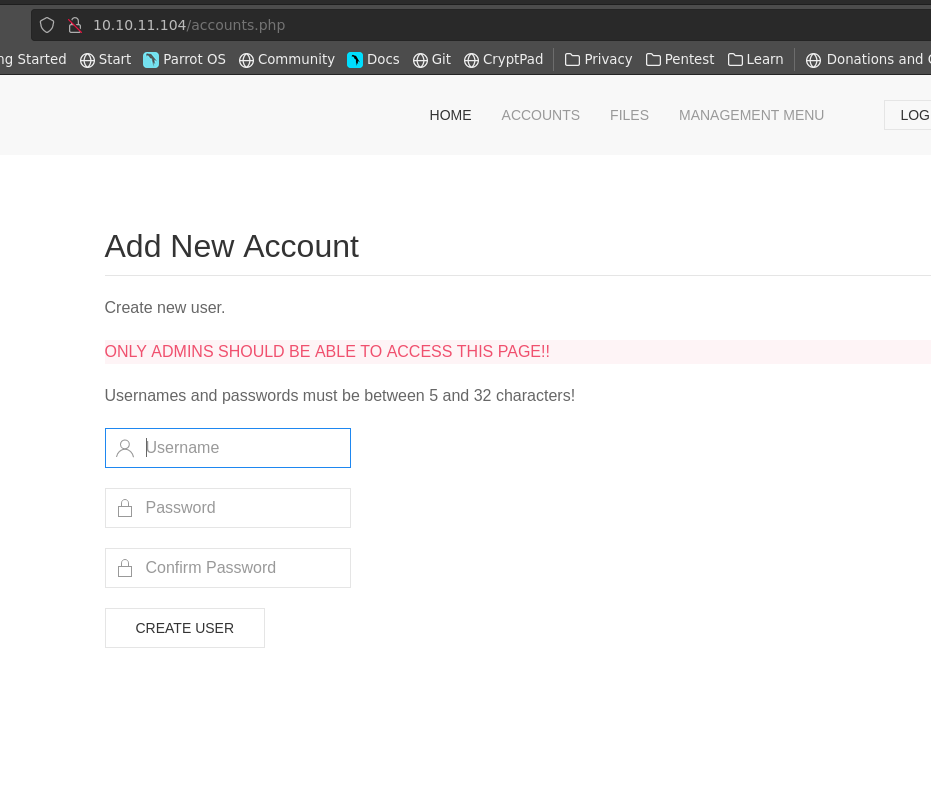 10.10.11.104/accounts.php
ng Started Start Parrot OS Community Docs Git CryptPad Privacy Pentest Learn Donations and
HOME ACCOUNTS FILES MANAGEMENT MENU LOG
Add New Account
Create new user.
ONLY ADMINS SHOULD BE ABLE TO ACCESS THIS PAGE!!
Usernames and passwords must be between 5 and 32 characters!
Username
Password
Confirm Password
CREATE USER